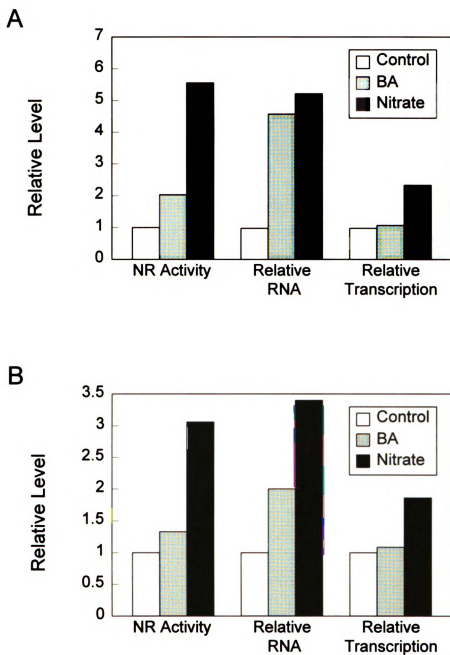 A
Relative Level
7
6
5
4
3
2
1
0
Control
BA
Nitrate
NR Activity
Relative
RNA
Relative
Transcription
B
Relative Level
3.5
3
2.5
2
1.5
1
0.5
0
Control
BA
Nitrate
NR Activity
Relative
RNA
Relative
Transcription